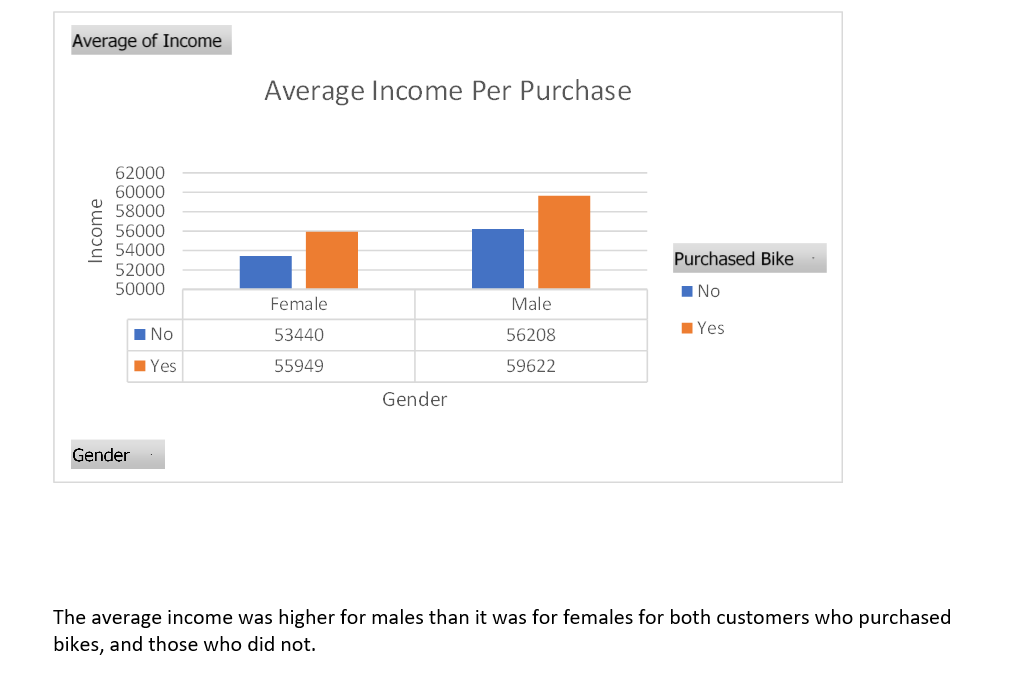 Average of Income
Average Income Per Purchase
62000
60000
58000
56000
54000
52000
50000
Income
Female Male
No 53440 56208
Yes 55949 59622
Gender
Purchased Bike
No
Yes
Gender
The average income was higher for males than it was for females for both customers who purchased
bikes, and those who did not.